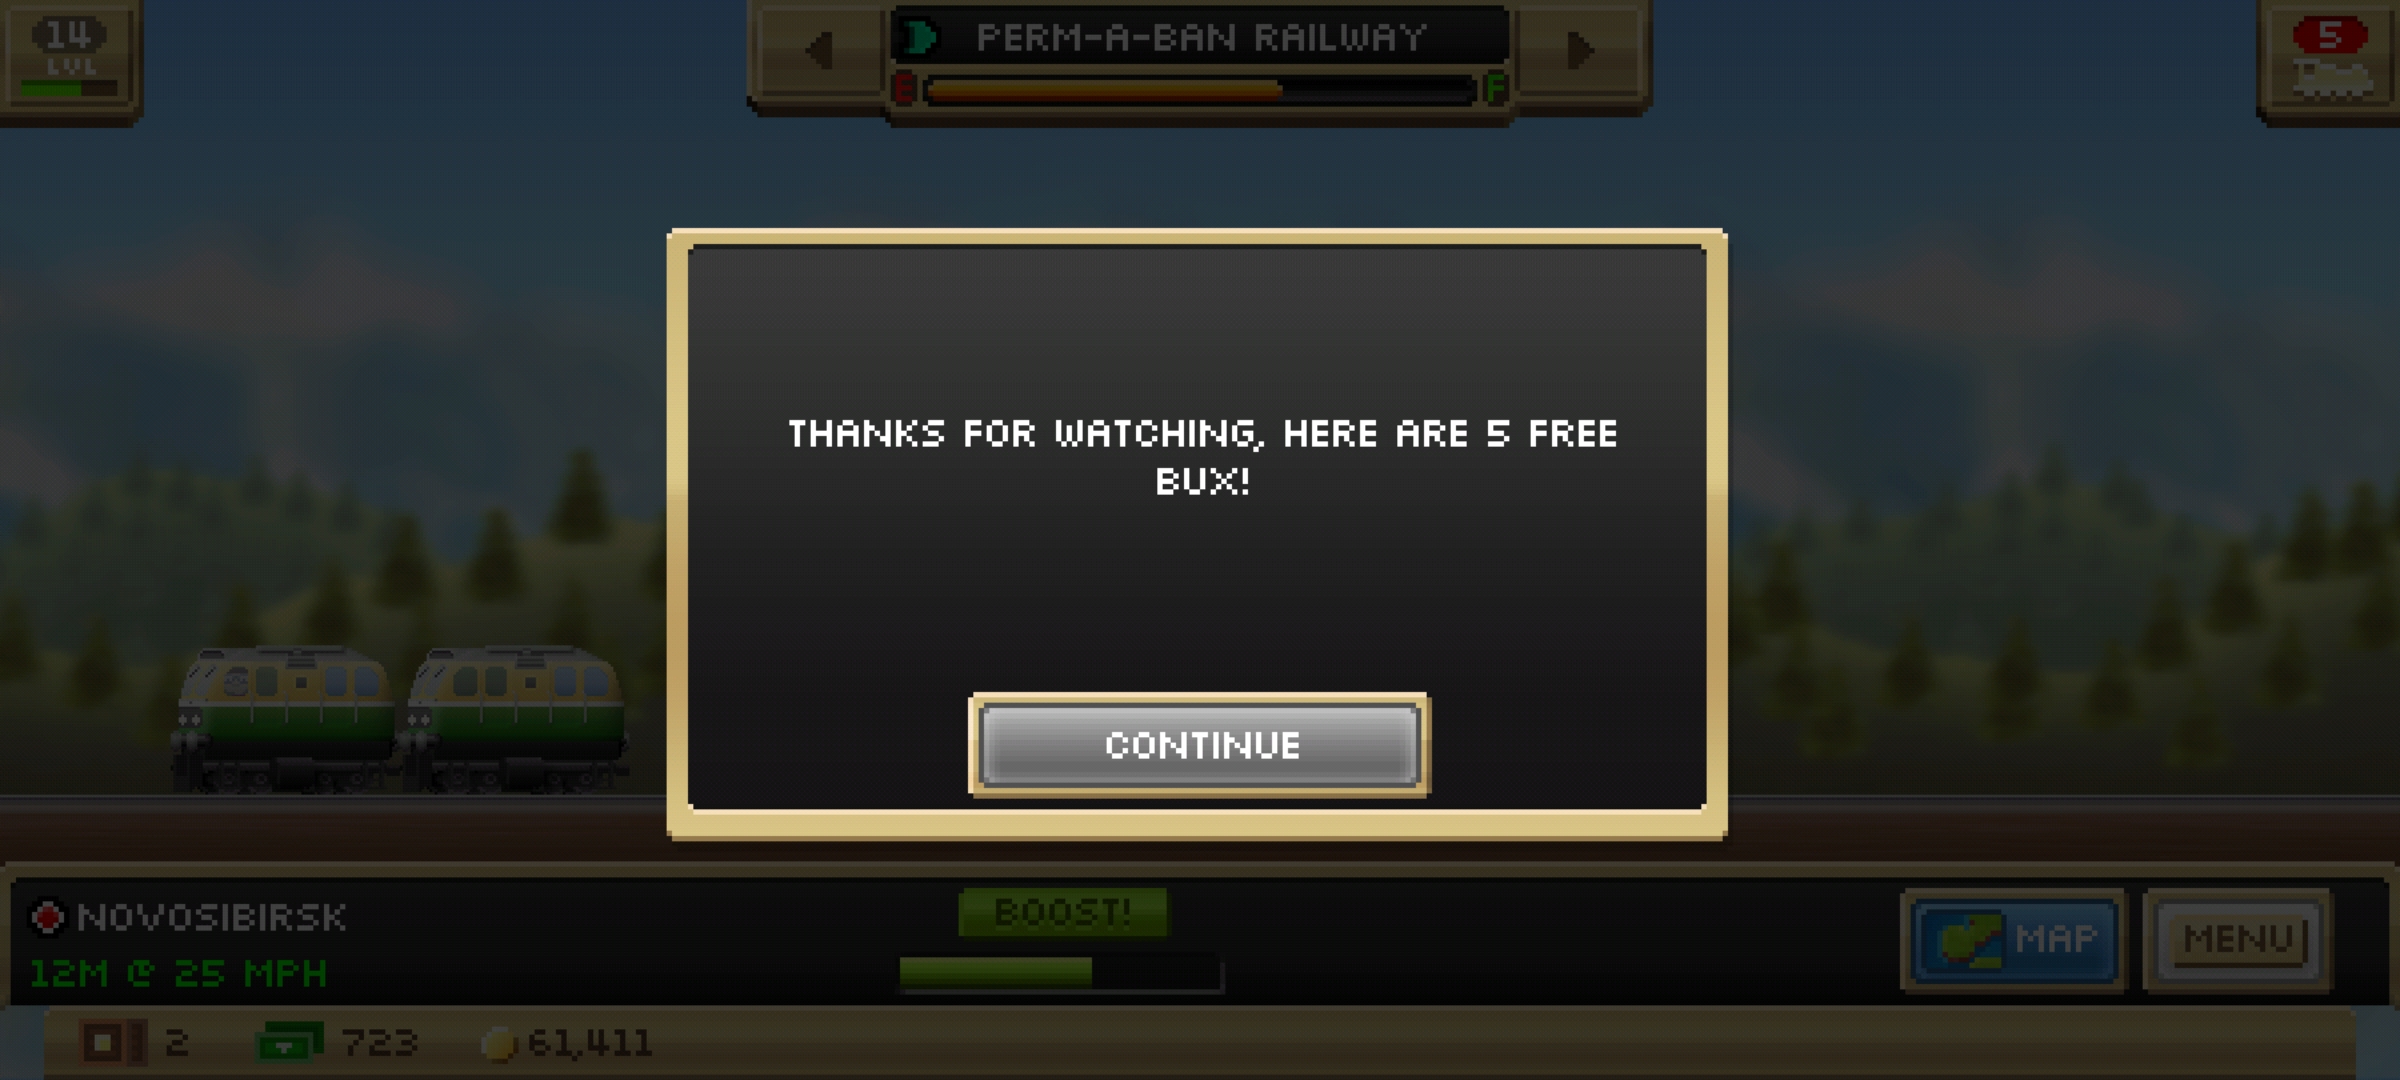 14
LVL
PERM-A-BAN RAILWAY
E F
5
THANKS FOR WATCHING, HERE ARE 5 FREE
BUX!
CONTINUE
NOVOSIBIRSK
12M @ 25 MPH
BOOST!
MAP
MENU
2 723 61,411